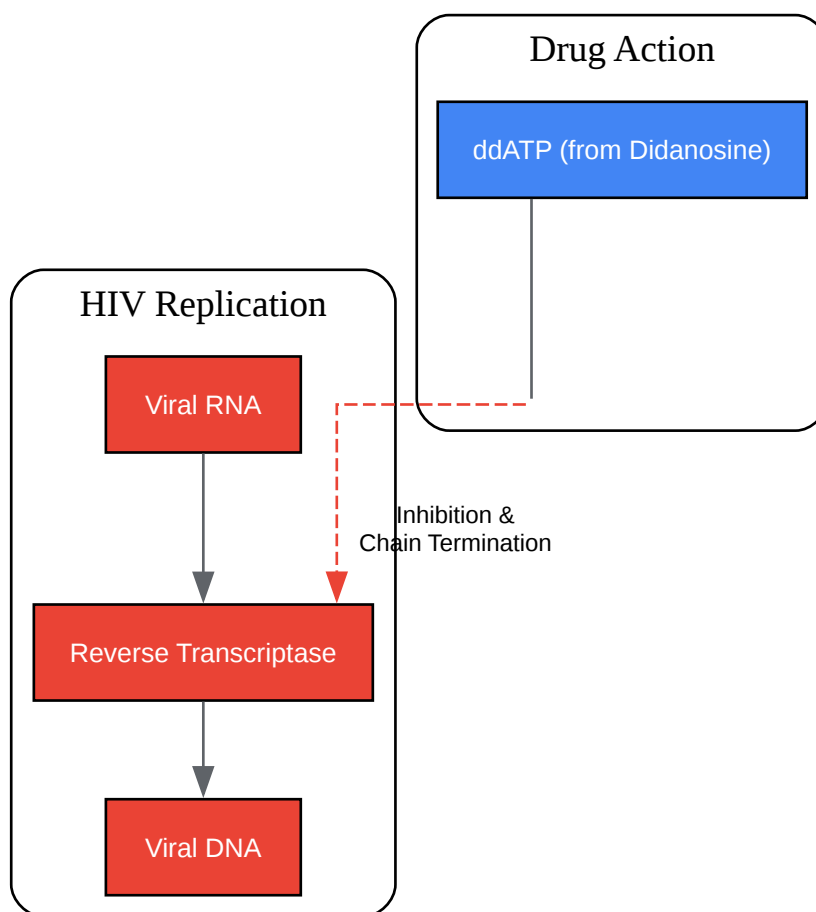 Drug Action
ddATP (from Didanosine)
HIV Replication
Viral RNA
Inhibition &
Chain Termination
Reverse Transcriptase
Viral DNA